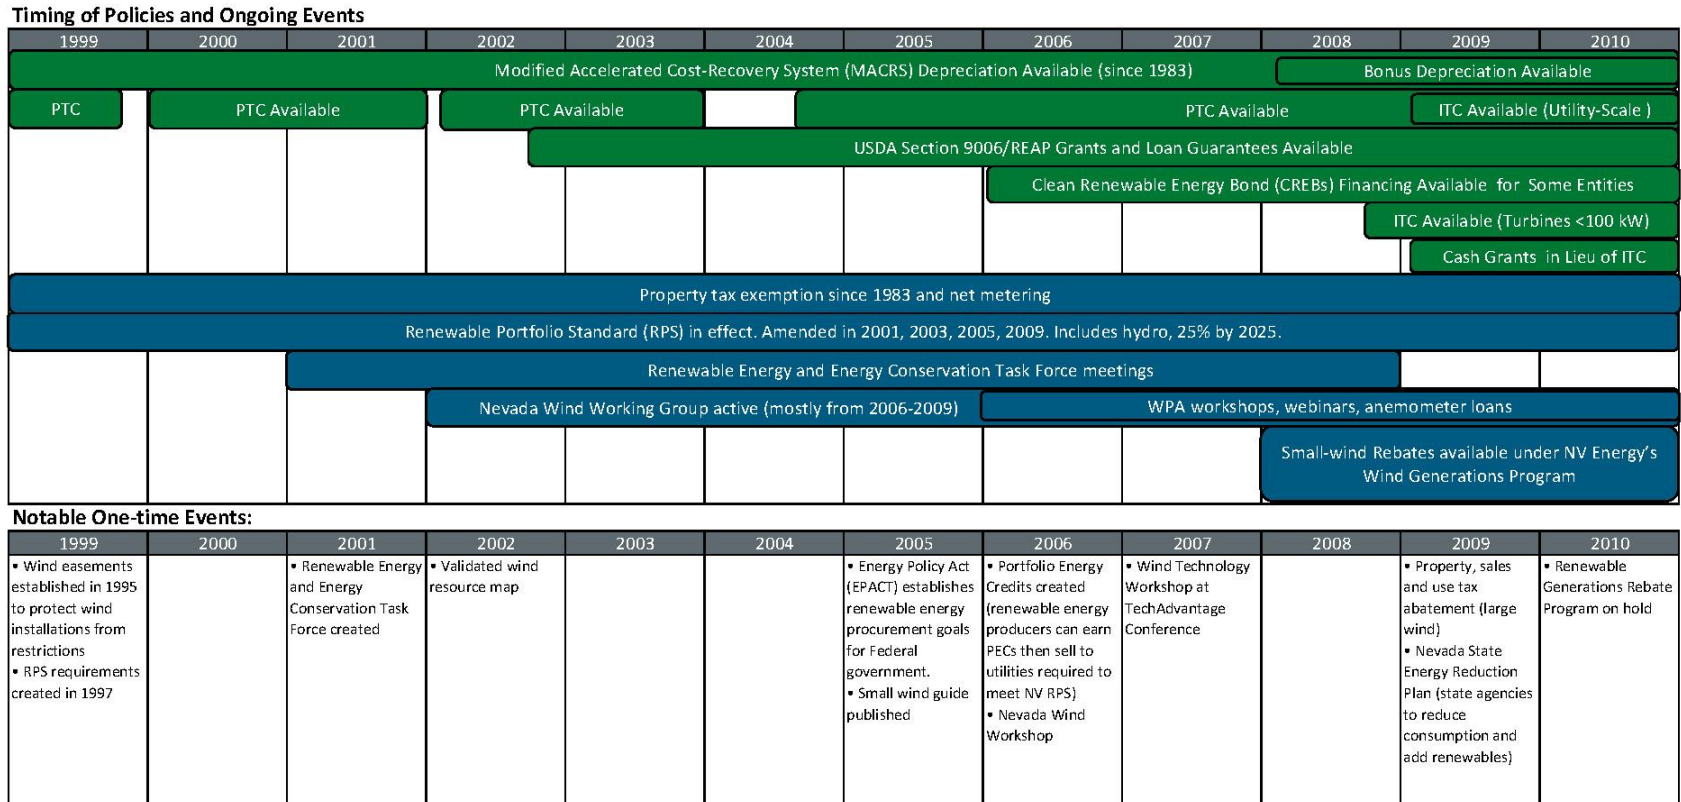 Timing of Policies and Ongoing Events
1999 2000 2001 2002 2003 2004 2005 2006 2007 2008 2009 2010
Modified Accelerated Cost-Recovery System (MACRS) Depreciation Available (since 1983)
Bonus Depreciation Available
PTC
PTC Available
PTC Available
PTC Available
ITC Available (Utility-Scale )
USDA Section 9006/REAP Grants and Loan Guarantees Available
Clean Renewable Energy Bond (CREBs) Financing Available for Some Entities
ITC Available (Turbines <100 kW)
Cash Grants in Lieu of ITC
Property tax exemption since 1983 and net metering
Renewable Portfolio Standard (RPS) in effect. Amended in 2001, 2003, 2005, 2009. Includes hydro, 25% by 2025.
Renewable Energy and Energy Conservation Task Force meetings
Nevada Wind Working Group active (mostly from 2006-2009)
WPA workshops, webinars, anemometer loans
Small-wind Rebates available under NV Energy's
Wind Generations Program
Notable One-time Events:
1999 2000 2001 2002 2003 2004 2005 2006 2007 2008 2009 2010
• Wind easements
established in 1995
to protect wind
installations from
restrictions
• RPS requirements
created in 1997
• Renewable Energy
and Energy
Conservation Task
Force created
• Validated wind
resource map
• Energy Policy Act
(EPACT) establishes
renewable energy
procurement goals
for Federal
government.
• Small wind guide
published
• Portfolio Energy
Credits created
(renewable energy
producers can earn
PECs then sell to
utilities required to
meet NV RPS)
• Nevada Wind
Workshop
• Wind Technology
Workshop at
TechAdvantage
Conference
• Property, sales
and use tax
abatement (large
wind)
• Nevada State
Energy Reduction
Plan (state agencies
to reduce
consumption and
add renewables)
• Renewable
Generations Rebate
Program on hold